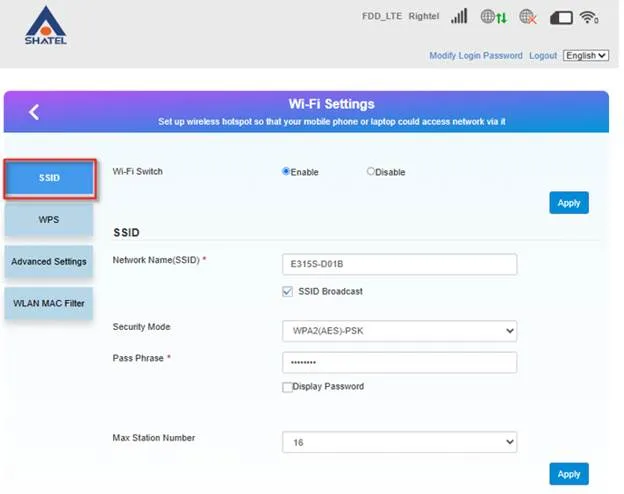 FDD_LTE Rightel
SHATEL
Modify Login Password Logout English
Wi-Fi Settings
Set up wireless hotspot so that your mobile phone or laptop could access network via it
SSID
WPS
Advanced Settings
WLAN MAC Filter
Wi-Fi Switch Enable Disable
Apply
SSID
Network Name(SSID) * E315S-D01B
SSID Broadcast
Security Mode WPA2(AES)-PSK
Pass Phrase * ••••••••
Display Password
Max Station Number 16
Apply